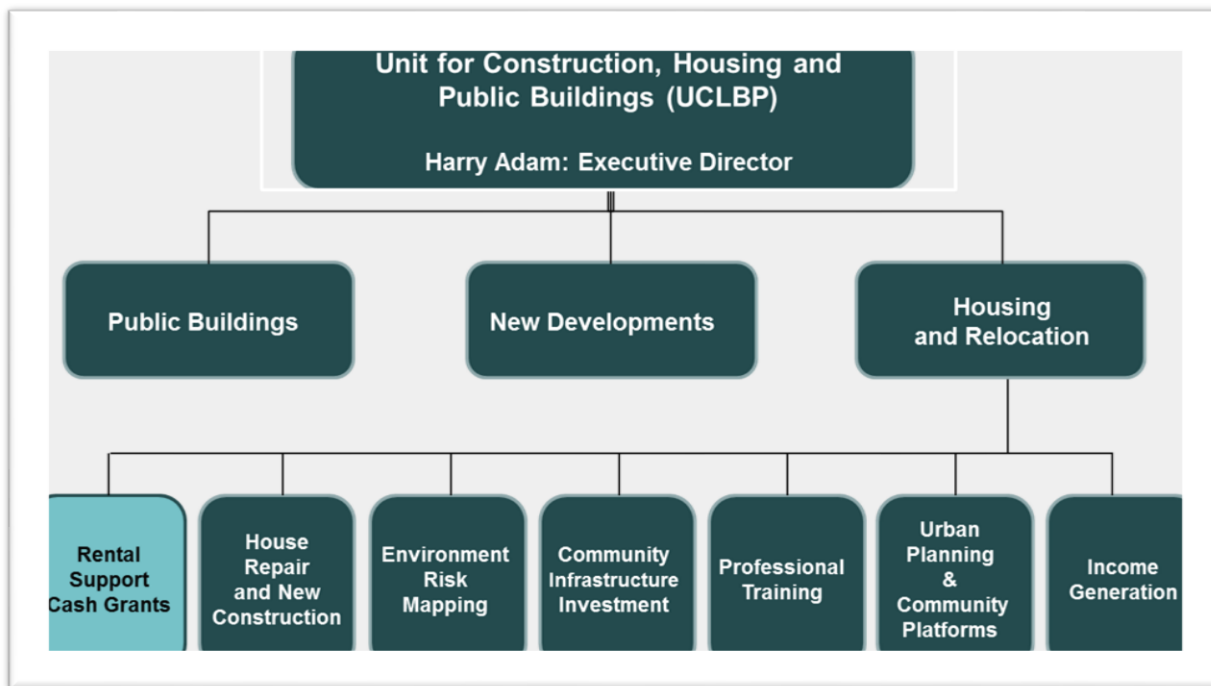 Unit for Construction, Housing and
Public Buildings (UCLBP)
Harry Adam: Executive Director
Public Buildings
New Developments
Housing
and Relocation
Rental
Support
Cash Grants
House
Repair
and New
Construction
Environment
Risk
Mapping
Community
Infrastructure
Investment
Professional
Training
Urban
Planning
&
Community
Platforms
Income
Generation